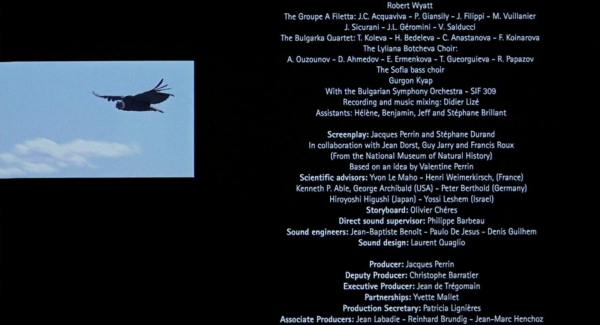 Robert Wyatt
The Groupe A Filetta: J.C. Acquaviva - P. Giansily - J. Filippi - M. Vuillanier
J. Sicurani - J.L. Géromini - V. Salducci
The Bulgarka Quartet: T. Koleva - H. Bedeleva - C. Anastanova - F. Koinarova
The Lyliana Botcheva Choir:
A. Ouzounov - D. Ahmedov - E. Ermenkova - T. Gueorguieva - R. Papazov
The Sofia bass choir
Gurgon Kyap
With the Bulgarian Symphony Orchestra - SIF 309
Recording and music mixing: Didier Lizé
Assistants: Hélène, Benjamin, Jeff and Stéphane Brillant
Screenplay: Jacques Perrin and Stéphane Durand
In collaboration with Jean Dorst, Guy Jarry and Francis Roux
(From the National Museum of Natural History)
Based on an idea by Valentine Perrin
Scientific advisors: Yvon Le Maho - Henri Weimerkirsch, (France)
Kenneth P. Able, George Archibald (USA) - Peter Berthold (Germany)
Hiroyoshi Higushi (Japan) - Yossi Leshem (Israel)
Storyboard: Olivier Chéres
Direct sound supervisor: Philippe Barbeau
Sound engineers: Jean-Baptiste Benoît - Paulo De Jesus - Denis Guilhem
Sound design: Laurent Quaglio
Producer: Jacques Perrin
Deputy Producer: Christophe Barratier
Executive Producer: Jean de Trégomain
Partnerships: Yvette Mallet
Production Secretary: Patricia Lignières
Associate Producers: Jean Labadie - Reinhard Brundig - Jean-Marc Henchoz